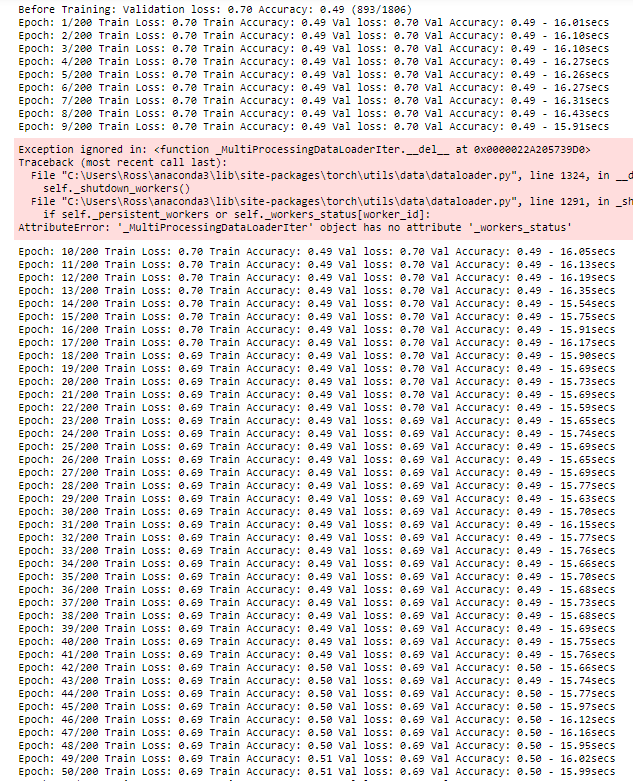 Before Training: Validation loss: 0.70 Accuracy: 0.49 (893/1806)
Epoch: 1/200 Train Loss: 0.70 Train Accuracy: 0.49 Val loss: 0.70 Val Accuracy: 0.49 - 16.01secs
Epoch: 2/200 Train Loss: 0.70 Train Accuracy: 0.49 Val loss: 0.70 Val Accuracy: 0.49 - 16.10secs
Epoch: 3/200 Train Loss: 0.70 Train Accuracy: 0.49 Val loss: 0.70 Val Accuracy: 0.49 - 16.10secs
Epoch: 4/200 Train Loss: 0.70 Train Accuracy: 0.49 Val loss: 0.70 Val Accuracy: 0.49 - 16.27secs
Epoch: 5/200 Train Loss: 0.70 Train Accuracy: 0.49 Val loss: 0.70 Val Accuracy: 0.49 - 16.26secs
Epoch: 6/200 Train Loss: 0.70 Train Accuracy: 0.49 Val loss: 0.70 Val Accuracy: 0.49 - 16.27secs
Epoch: 7/200 Train Loss: 0.70 Train Accuracy: 0.49 Val loss: 0.70 Val Accuracy: 0.49 - 16.31secs
Epoch: 8/200 Train Loss: 0.70 Train Accuracy: 0.49 Val loss: 0.70 Val Accuracy: 0.49 - 16.43secs
Epoch: 9/200 Train Loss: 0.70 Train Accuracy: 0.49 Val loss: 0.70 Val Accuracy: 0.49 - 15.91secs
Exception ignored in: <function _MultiProcessingDataLoaderIter.__del__ at 0x0000022A205739D0>
Traceback (most recent call last):
File "C:\Users\Ross\anaconda3\lib\site-packages\torch\utils\data\dataloader.py", line 1324, in __d
self._shutdown_workers()
File "C:\Users\Ross\anaconda3\lib\site-packages\torch\utils\data\dataloader.py", line 1291, in _sh
if self._persistent_workers or self._workers_status[worker_id]:
AttributeError: '_MultiProcessingDataLoaderIter' object has no attribute '_workers_status'
Epoch: 10/200 Train Loss: 0.70 Train Accuracy: 0.49 Val loss: 0.70 Val Accuracy: 0.49 - 16.05secs
Epoch: 11/200 Train Loss: 0.70 Train Accuracy: 0.49 Val loss: 0.70 Val Accuracy: 0.49 - 16.13secs
Epoch: 12/200 Train Loss: 0.70 Train Accuracy: 0.49 Val loss: 0.70 Val Accuracy: 0.49 - 16.19secs
Epoch: 13/200 Train Loss: 0.70 Train Accuracy: 0.49 Val loss: 0.70 Val Accuracy: 0.49 - 16.35secs
Epoch: 14/200 Train Loss: 0.70 Train Accuracy: 0.49 Val loss: 0.70 Val Accuracy: 0.49 - 15.54secs
Epoch: 15/200 Train Loss: 0.70 Train Accuracy: 0.49 Val loss: 0.70 Val Accuracy: 0.49 - 15.75secs
Epoch: 16/200 Train Loss: 0.70 Train Accuracy: 0.49 Val loss: 0.70 Val Accuracy: 0.49 - 15.91secs
Epoch: 17/200 Train Loss: 0.70 Train Accuracy: 0.49 Val loss: 0.70 Val Accuracy: 0.49 - 16.17secs
Epoch: 18/200 Train Loss: 0.69 Train Accuracy: 0.49 Val loss: 0.70 Val Accuracy: 0.49 - 15.90secs
Epoch: 19/200 Train Loss: 0.69 Train Accuracy: 0.49 Val loss: 0.70 Val Accuracy: 0.49 - 15.69secs
Epoch: 20/200 Train Loss: 0.69 Train Accuracy: 0.49 Val loss: 0.70 Val Accuracy: 0.49 - 15.73secs
Epoch: 21/200 Train Loss: 0.69 Train Accuracy: 0.49 Val loss: 0.70 Val Accuracy: 0.49 - 15.69secs
Epoch: 22/200 Train Loss: 0.69 Train Accuracy: 0.49 Val loss: 0.70 Val Accuracy: 0.49 - 15.59secs
Epoch: 23/200 Train Loss: 0.69 Train Accuracy: 0.49 Val loss: 0.69 Val Accuracy: 0.49 - 15.65secs
Epoch: 24/200 Train Loss: 0.69 Train Accuracy: 0.49 Val loss: 0.69 Val Accuracy: 0.49 - 15.74secs
Epoch: 25/200 Train Loss: 0.69 Train Accuracy: 0.49 Val loss: 0.69 Val Accuracy: 0.49 - 15.69secs
Epoch: 26/200 Train Loss: 0.69 Train Accuracy: 0.49 Val loss: 0.69 Val Accuracy: 0.49 - 15.69secs
Epoch: 27/200 Train Loss: 0.69 Train Accuracy: 0.49 Val loss: 0.69 Val Accuracy: 0.49 - 15.69secs
Epoch: 28/200 Train Loss: 0.69 Train Accuracy: 0.49 Val loss: 0.69 Val Accuracy: 0.49 - 15.77secs
Epoch: 29/200 Train Loss: 0.69 Train Accuracy: 0.49 Val loss: 0.69 Val Accuracy: 0.49 - 15.63secs
Epoch: 30/200 Train Loss: 0.69 Train Accuracy: 0.49 Val loss: 0.69 Val Accuracy: 0.49 - 15.70secs
Epoch: 31/200 Train Loss: 0.69 Train Accuracy: 0.49 Val loss: 0.69 Val Accuracy: 0.49 - 16.15secs
Epoch: 32/200 Train Loss: 0.69 Train Accuracy: 0.49 Val loss: 0.69 Val Accuracy: 0.49 - 15.77secs
Epoch: 33/200 Train Loss: 0.69 Train Accuracy: 0.49 Val loss: 0.69 Val Accuracy: 0.49 - 15.76secs
Epoch: 34/200 Train Loss: 0.69 Train Accuracy: 0.49 Val loss: 0.69 Val Accuracy: 0.49 - 15.66secs
Epoch: 35/200 Train Loss: 0.69 Train Accuracy: 0.49 Val loss: 0.69 Val Accuracy: 0.49 - 15.70secs
Epoch: 36/200 Train Loss: 0.69 Train Accuracy: 0.49 Val loss: 0.69 Val Accuracy: 0.49 - 15.68secs
Epoch: 37/200 Train Loss: 0.69 Train Accuracy: 0.49 Val loss: 0.69 Val Accuracy: 0.49 - 15.73secs
Epoch: 38/200 Train Loss: 0.69 Train Accuracy: 0.49 Val loss: 0.69 Val Accuracy: 0.49 - 15.68secs
Epoch: 39/200 Train Loss: 0.69 Train Accuracy: 0.49 Val loss: 0.69 Val Accuracy: 0.49 - 15.69secs
Epoch: 40/200 Train Loss: 0.69 Train Accuracy: 0.49 Val loss: 0.69 Val Accuracy: 0.49 - 15.75secs
Epoch: 41/200 Train Loss: 0.69 Train Accuracy: 0.49 Val loss: 0.69 Val Accuracy: 0.49 - 15.76secs
Epoch: 42/200 Train Loss: 0.69 Train Accuracy: 0.50 Val loss: 0.69 Val Accuracy: 0.50 - 15.66secs
Epoch: 43/200 Train Loss: 0.69 Train Accuracy: 0.49 Val loss: 0.69 Val Accuracy: 0.50 - 15.74secs
Epoch: 44/200 Train Loss: 0.69 Train Accuracy: 0.50 Val loss: 0.69 Val Accuracy: 0.50 - 15.77secs
Epoch: 45/200 Train Loss: 0.69 Train Accuracy: 0.50 Val loss: 0.69 Val Accuracy: 0.50 - 15.97secs
Epoch: 46/200 Train Loss: 0.69 Train Accuracy: 0.50 Val loss: 0.69 Val Accuracy: 0.50 - 16.12secs
Epoch: 47/200 Train Loss: 0.69 Train Accuracy: 0.50 Val loss: 0.69 Val Accuracy: 0.50 - 16.16secs
Epoch: 48/200 Train Loss: 0.69 Train Accuracy: 0.50 Val loss: 0.69 Val Accuracy: 0.50 - 15.95secs
Epoch: 49/200 Train Loss: 0.69 Train Accuracy: 0.51 Val loss: 0.69 Val Accuracy: 0.50 - 16.02secs
Epoch: 50/200 Train Loss: 0.69 Train Accuracy: 0.51 Val loss: 0.69 Val Accuracy: 0.50 - 15.99secs